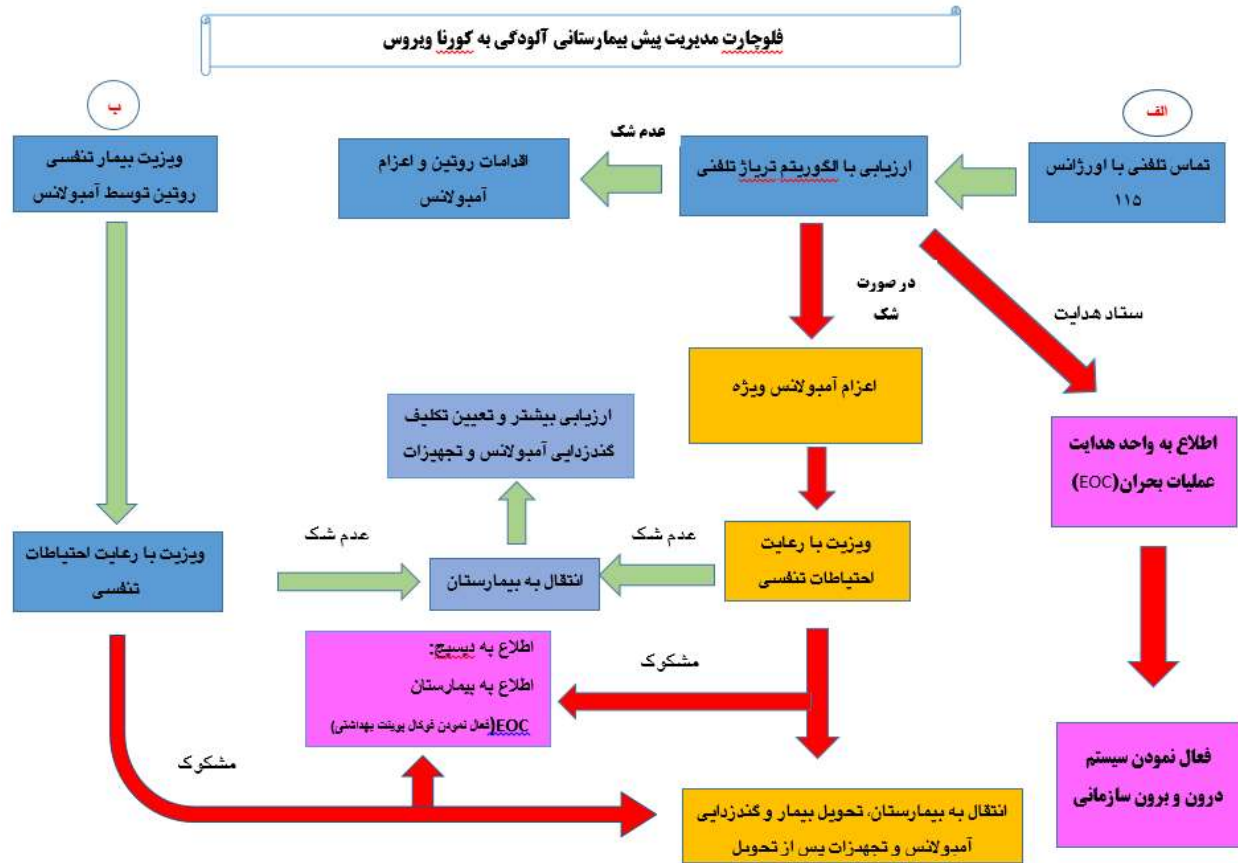 فلوچارت مدیریت پیش بیمارستانی آلودگی به کورنا ویروس
الف
ب
تماس تلفنی با اورژانس
۱۱۵
ارزیابی با الگوریتم تریاژ تلفنی
عدم شک
اقدامات روتین و اعزام
آمبولانس
ویزیت بیمار تنفسی
روتین توسط آمبولانس
در صورت
شک
ستاد هدایت
اعزام آمبولانس ویژه
ارزیابی بیشتر و تعیین تکلیف
گندزدایی آمبولانس و تجهیزات
اطلاع به واحد هدایت
عملیات بحران(EOC)
ویزیت با رعایت
احتیاطات تنفسی
عدم شک
انتقال به بیمارستان
عدم شک
ویزیت با رعایت احتیاطات
تنفسی
مشکوک
اطلاع به دیسپچ:
اطلاع به بیمارستان
EOC(فعال نمودن فوکال پوینت بهداشتی)
مشکوک
فعال نمودن سیستم
درون و برون سازمانی
انتقال به بیمارستان، تحویل بیمار و گندزدایی
آمبولانس و تجهیزات پس از تحویل